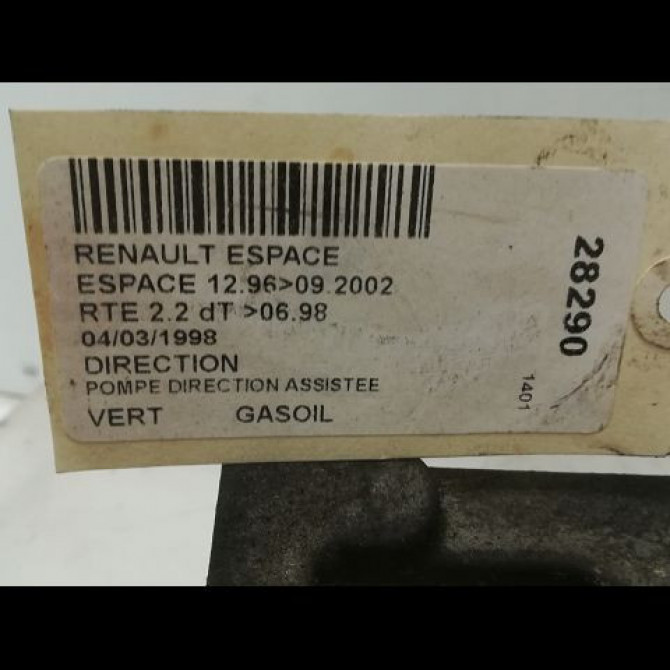 RENAULT ESPACE
ESPACE 12.96>09.2002
RTE 2.2 dT >06.98
04/03/1998
DIRECTION
POMPE DIRECTION ASSISTEE
VERT GASOIL
28290
1401